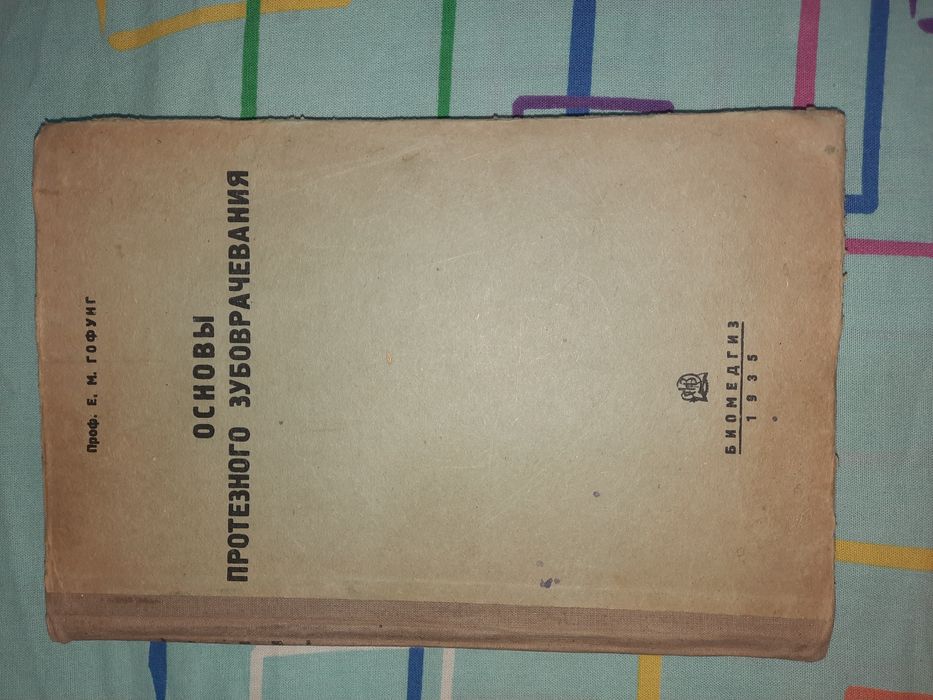 Проф. Е. М. ГОФУНГ
ОСНОВЫ
ПРОТЕЗНОГО ЗУБОВРАЧЕВАНИЯ
БИОМЕДГИЗ
1935